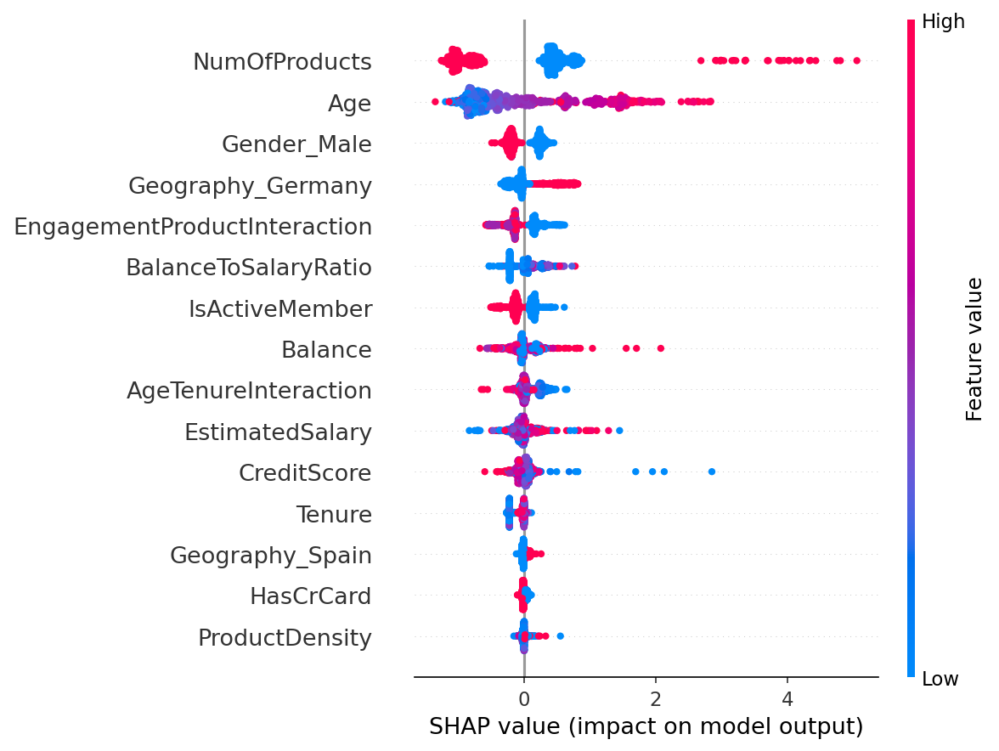 High
NumOfProducts
Age
Gender_Male
Geography_Germany
EngagementProductInteraction
BalanceToSalaryRatio
IsActiveMember
Balance
AgeTenureInteraction
EstimatedSalary
CreditScore
Tenure
Geography_Spain
HasCrCard
ProductDensity
Feature value
Low
0 2 4
SHAP value (impact on model output)